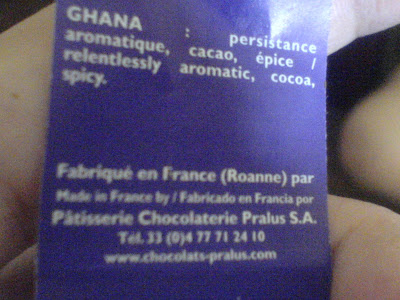 GHANA : persistance
aromatique, cacao, épice /
relentlessly aromatic, cocoa,
spicy.
Fabriqué en France (Roanne) par
Made in France by / Fabricado en Francia por
Pâtisserie Chocolaterie Pralus S.A.
Tél. 33 (0)4 77 71 24 10
www.chocolats-pralus.com